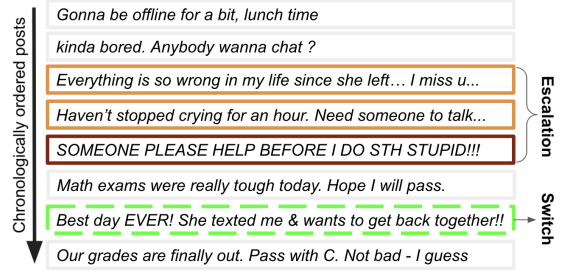 Chronologically ordered posts
Gonna be offline for a bit, lunch time
kinda bored. Anybody wanna chat ?
Everything is so wrong in my life since she left… I miss u...
Haven’t stopped crying for an hour. Need someone to talk...
SOMEONE PLEASE HELP BEFORE I DO STH STUPID!!!
Escalation
Math exams were really tough today. Hope I will pass.
Best day EVER! She texted me & wants to get back together!!
Switch
Our grades are finally out. Pass with C. Not bad - I guess